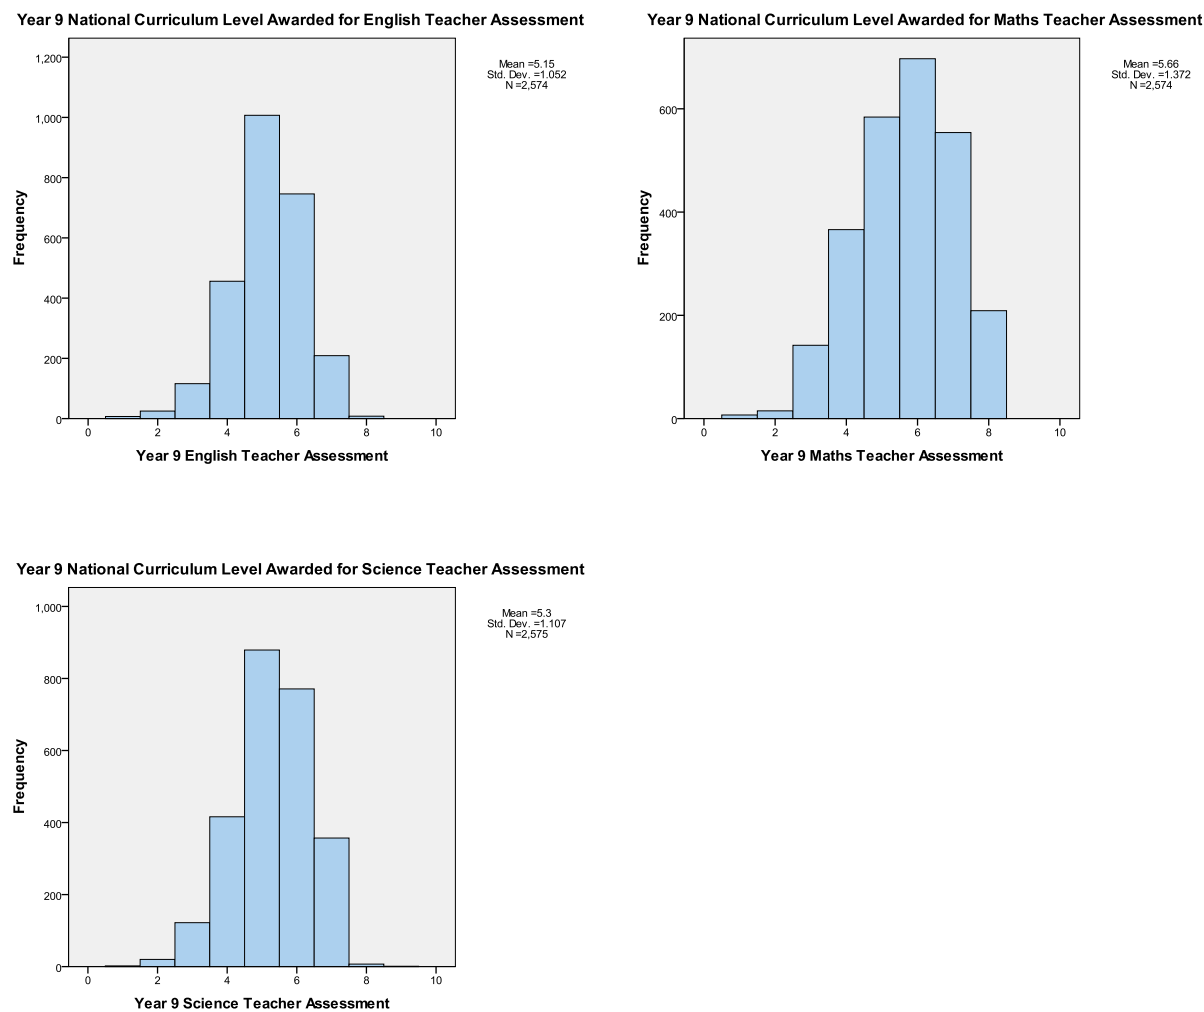 Year 9 National Curriculum Level Awarded for English Teacher Assessment
Mean =5.15
Std. Dev. =1.052
N =2,574
Frequency
1,200
1,000
800
600
400
200
0
0 2 4 6 8 10
Year 9 English Teacher Assessment
Year 9 National Curriculum Level Awarded for Maths Teacher Assessment
Mean =5.66
Std. Dev. =1.372
N =2,574
Frequency
600
400
200
0
0 2 4 6 8 10
Year 9 Maths Teacher Assessment
Year 9 National Curriculum Level Awarded for Science Teacher Assessment
Mean =5.3
Std. Dev. =1.107
N =2,575
Frequency
1,000
800
600
400
200
0
0 2 4 6 8 10
Year 9 Science Teacher Assessment